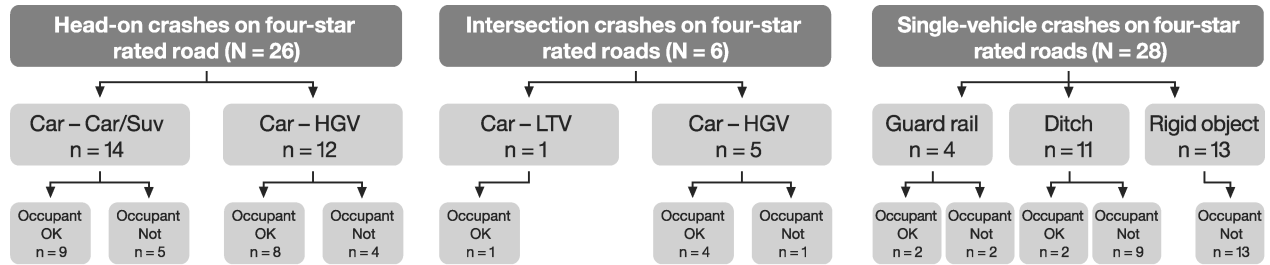 Head-on crashes on four-star
rated road (N = 26)
Car – Car/Suv
n = 14
Car – HGV
n = 12
Occupant
OK
n = 9
Occupant
Not
n = 5
Occupant
OK
n = 8
Occupant
Not
n = 4
Intersection crashes on four-star
rated roads (N = 6)
Car – LTV
n = 1
Car – HGV
n = 5
Occupant
OK
n = 1
Occupant
OK
n = 4
Occupant
Not
n = 1
Single-vehicle crashes on four-star
rated roads (N = 28)
Guard rail
n = 4
Ditch
n = 11
Rigid object
n = 13
Occupant
OK
n = 2
Occupant
Not
n = 2
Occupant
OK
n = 2
Occupant
Not
n = 9
Occupant
Not
n = 13